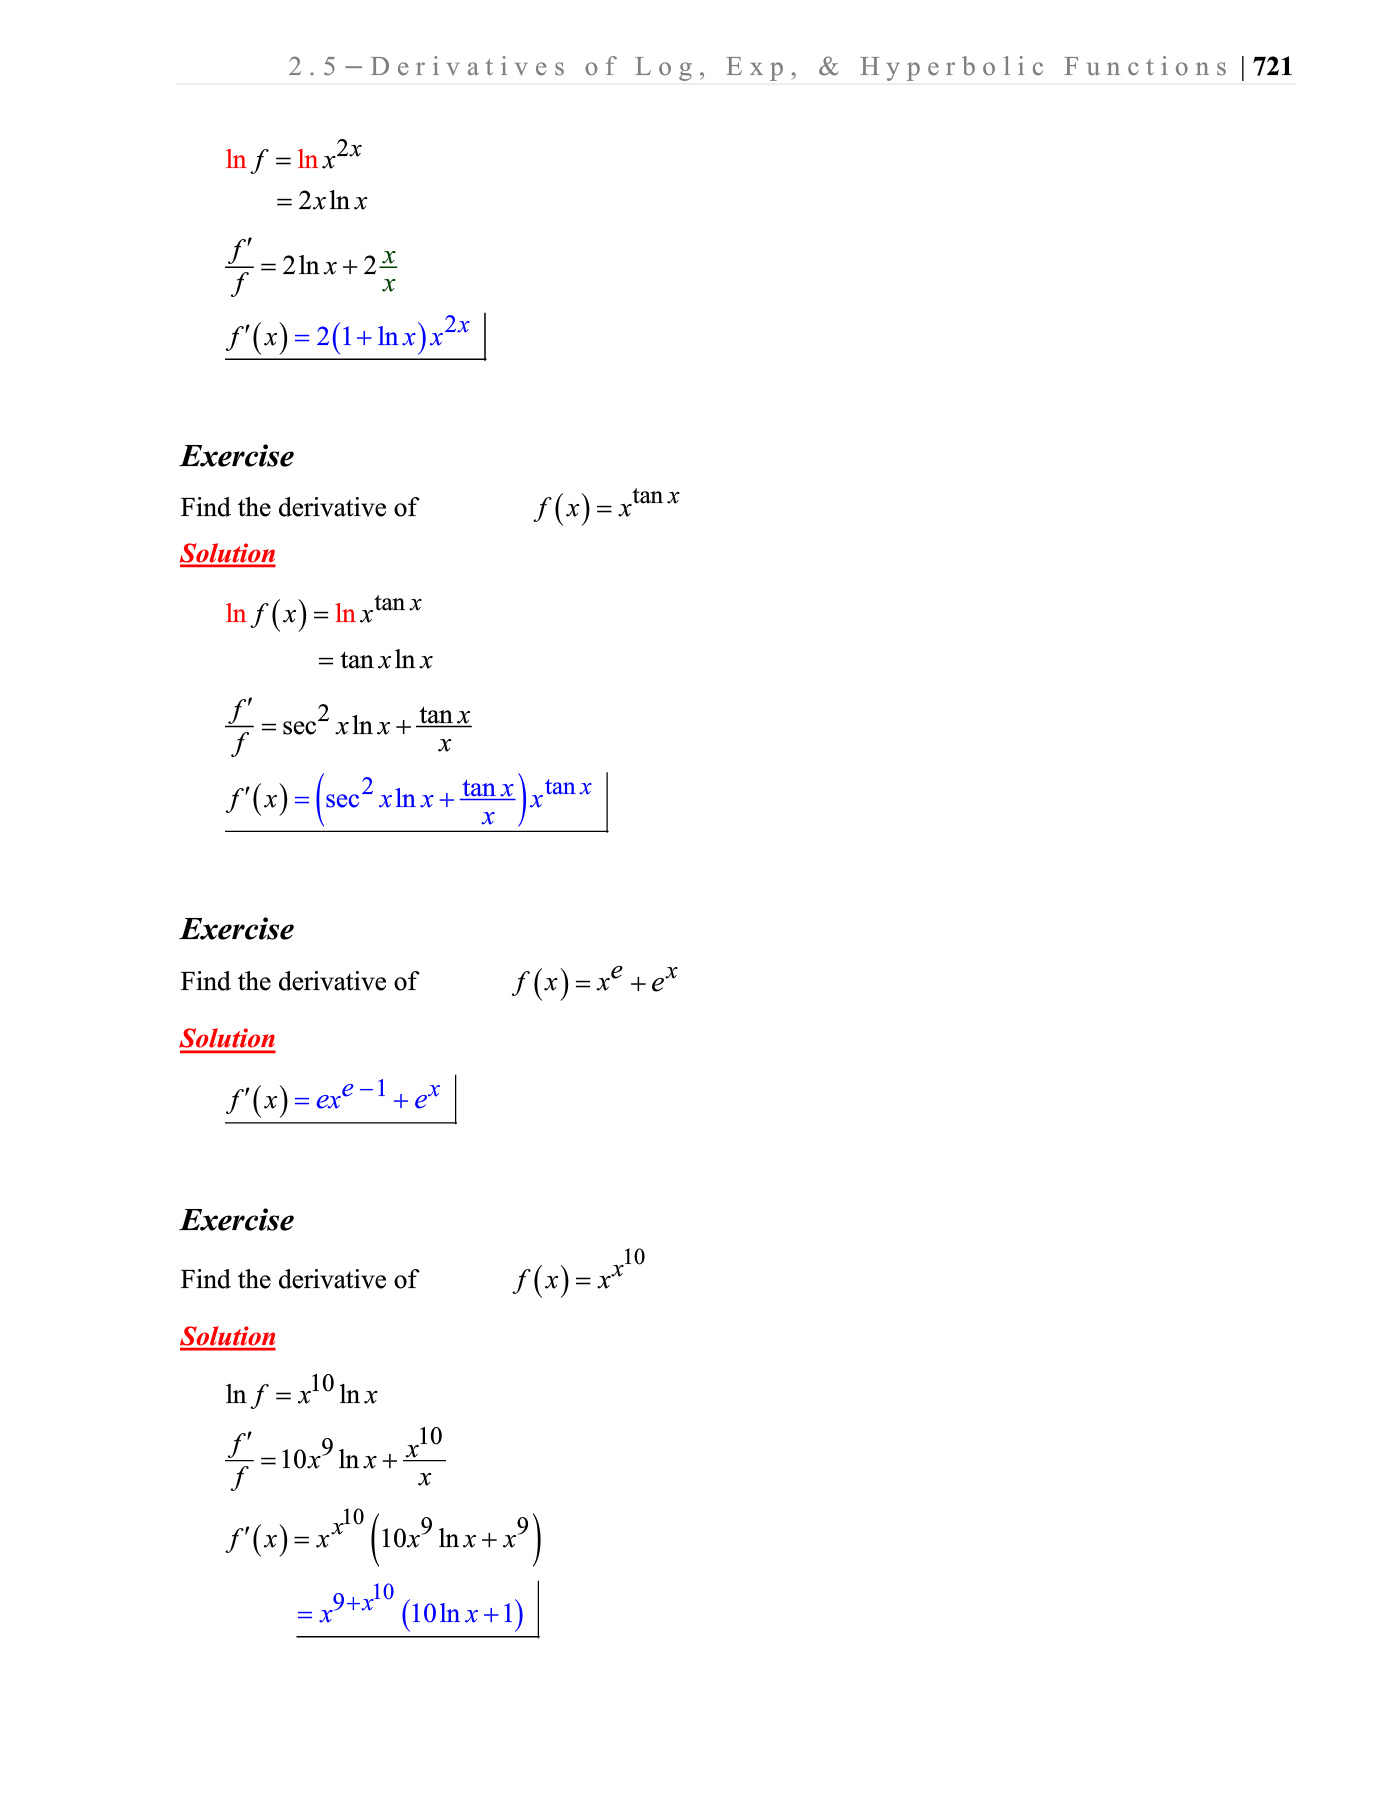 2.5−Derivatives of Log, Exp, & Hyperbolic Functions | 721
ln f = ln x^{2x}
= 2x ln x
\frac{f'}{f} = 2 ln x + 2\frac{x}{x}
f'(x) = 2(1 + ln x) x^{2x}
Exercise
Find the derivative of f(x) = x^{tan x}
Solution
ln f(x) = ln x^{tan x}
= tan x ln x
\frac{f'}{f} = sec^2 x ln x + \frac{tan x}{x}
f'(x) = (sec^2 x ln x + \frac{tan x}{x}) x^{tan x}
Exercise
Find the derivative of f(x) = x^e + e^x
Solution
f'(x) = ex^{e−1} + e^x
Exercise
Find the derivative of f(x) = x^{x^{10}}
Solution
ln f = x^{10} ln x
\frac{f'}{f} = 10x^9 ln x + \frac{x^{10}}{x}
f'(x) = x^{x^{10}} (10x^9 ln x + x^9)
= x^{9+x^{10}} (10 ln x + 1)